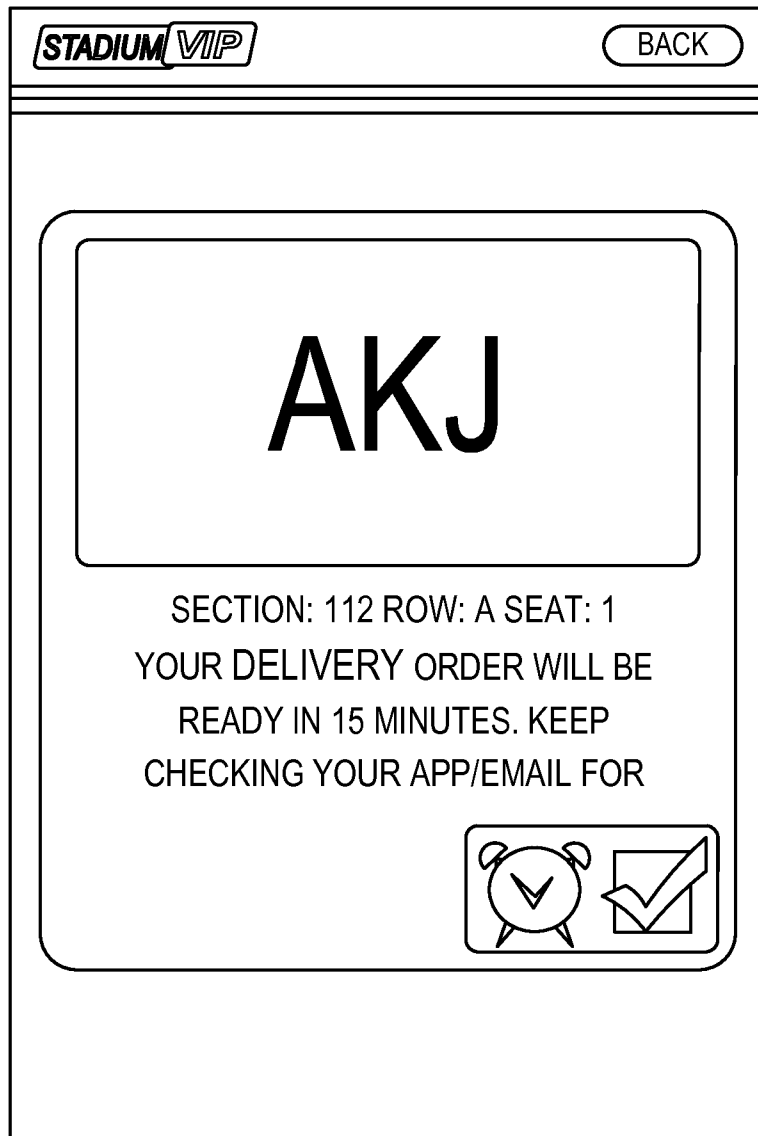 STADIUM VIP
BACK
AKJ
SECTION: 112 ROW: A SEAT: 1
YOUR DELIVERY ORDER WILL BE
READY IN 15 MINUTES. KEEP
CHECKING YOUR APP/EMAIL FOR